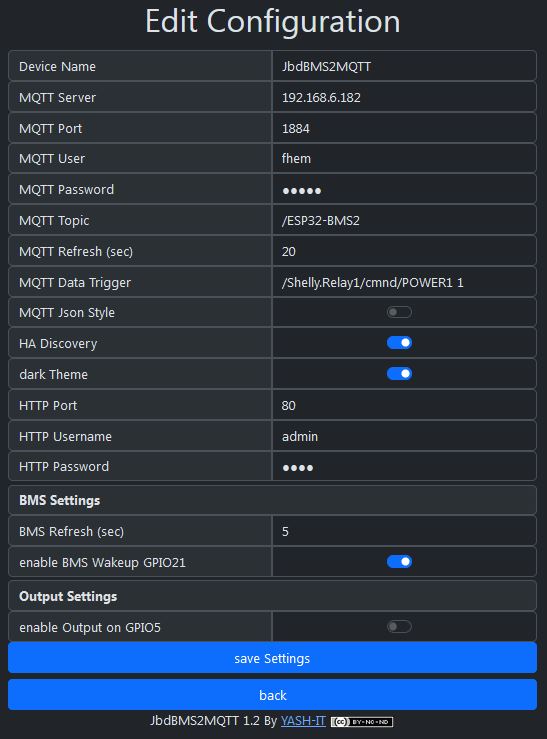 Edit Configuration
Device Name JbdBMS2MQTT
MQTT Server 192.168.6.182
MQTT Port 1884
MQTT User fhem
MQTT Password ●●●●●
MQTT Topic /ESP32-BMS2
MQTT Refresh (sec) 20
MQTT Data Trigger /Shelly.Relay1/cmnd/POWER1 1
MQTT Json Style
HA Discovery
dark Theme
HTTP Port 80
HTTP Username admin
HTTP Password ●●●●
BMS Settings
BMS Refresh (sec) 5
enable BMS Wakeup GPIO21
Output Settings
enable Output on GPIO5
save Settings
back
JbdBMS2MQTT 1.2 By YASH-IT cc BY-NC-ND